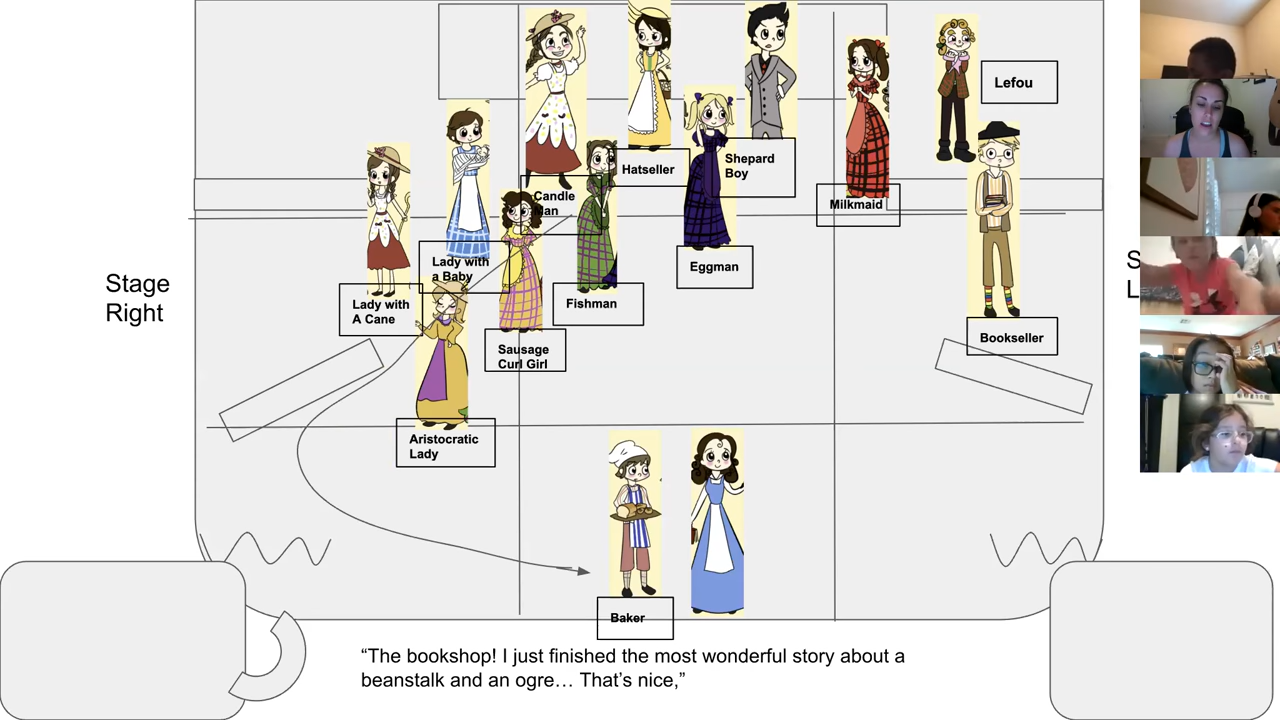 Lefou
Hatseller
Shepard
Boy
Candle
Man
Milkmaid
Lady with
a Baby
Eggman
Stage
Right
S
L
Lady with
A Cane
Fishman
Bookseller
Sausage
Curl Girl
Aristocratic
Lady
Baker
“The bookshop! I just finished the most wonderful story about a
beanstalk and an ogre… That’s nice,”